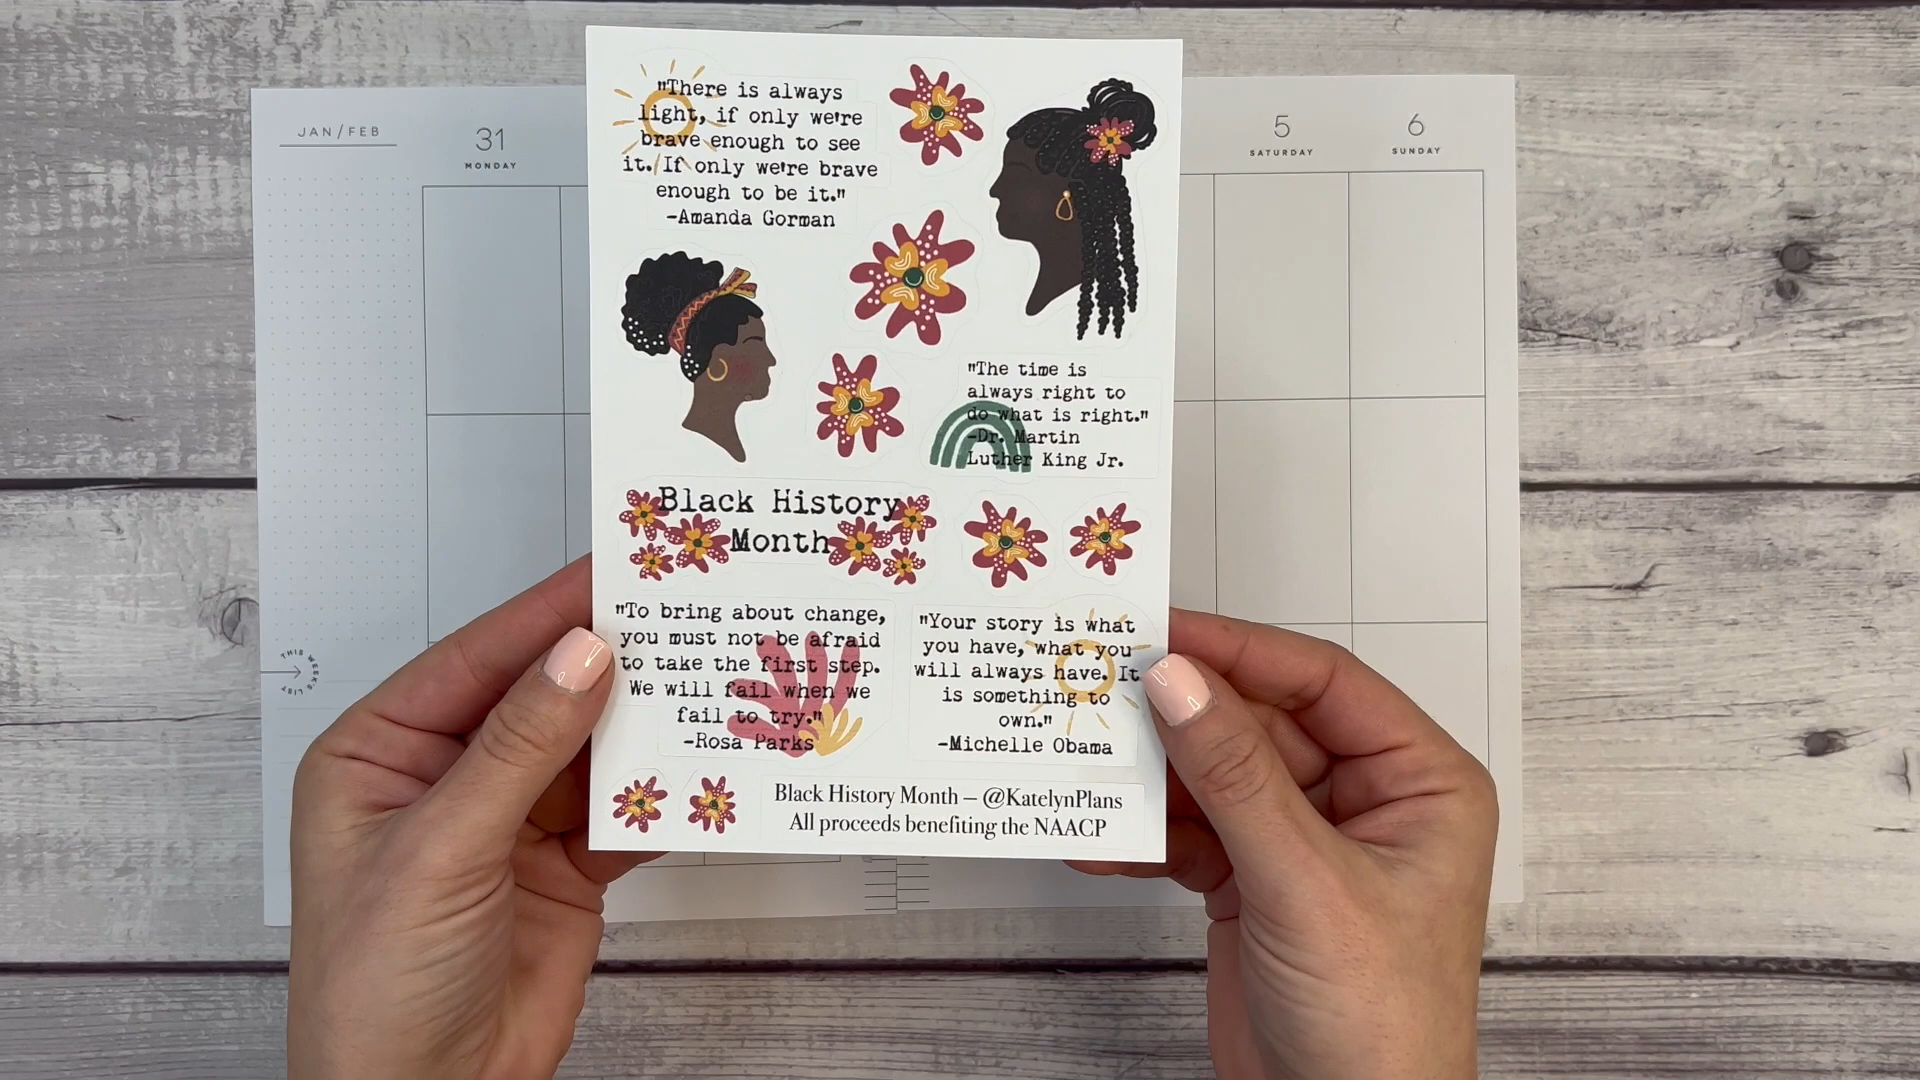 JAN/FEB
31
MONDAY
5
SATURDAY
6
SUNDAY
"There is always
light, if only we're
brave enough to see
it. If only we're brave
enough to be it."
-Amanda Gorman
"The time is
always right to
do what is right."
-Dr. Martin
Luther King Jr.
Black History
Month
"To bring about change,
you must not be afraid
to take the first step.
We will fail when we
fail to try."
-Rosa Parks
"Your story is what
you have, what you
will always have. It
is something to
own."
-Michelle Obama
Black History Month – @KatelynPlans
All proceeds benefiting the NAACP
THIS WEEK'S LIST